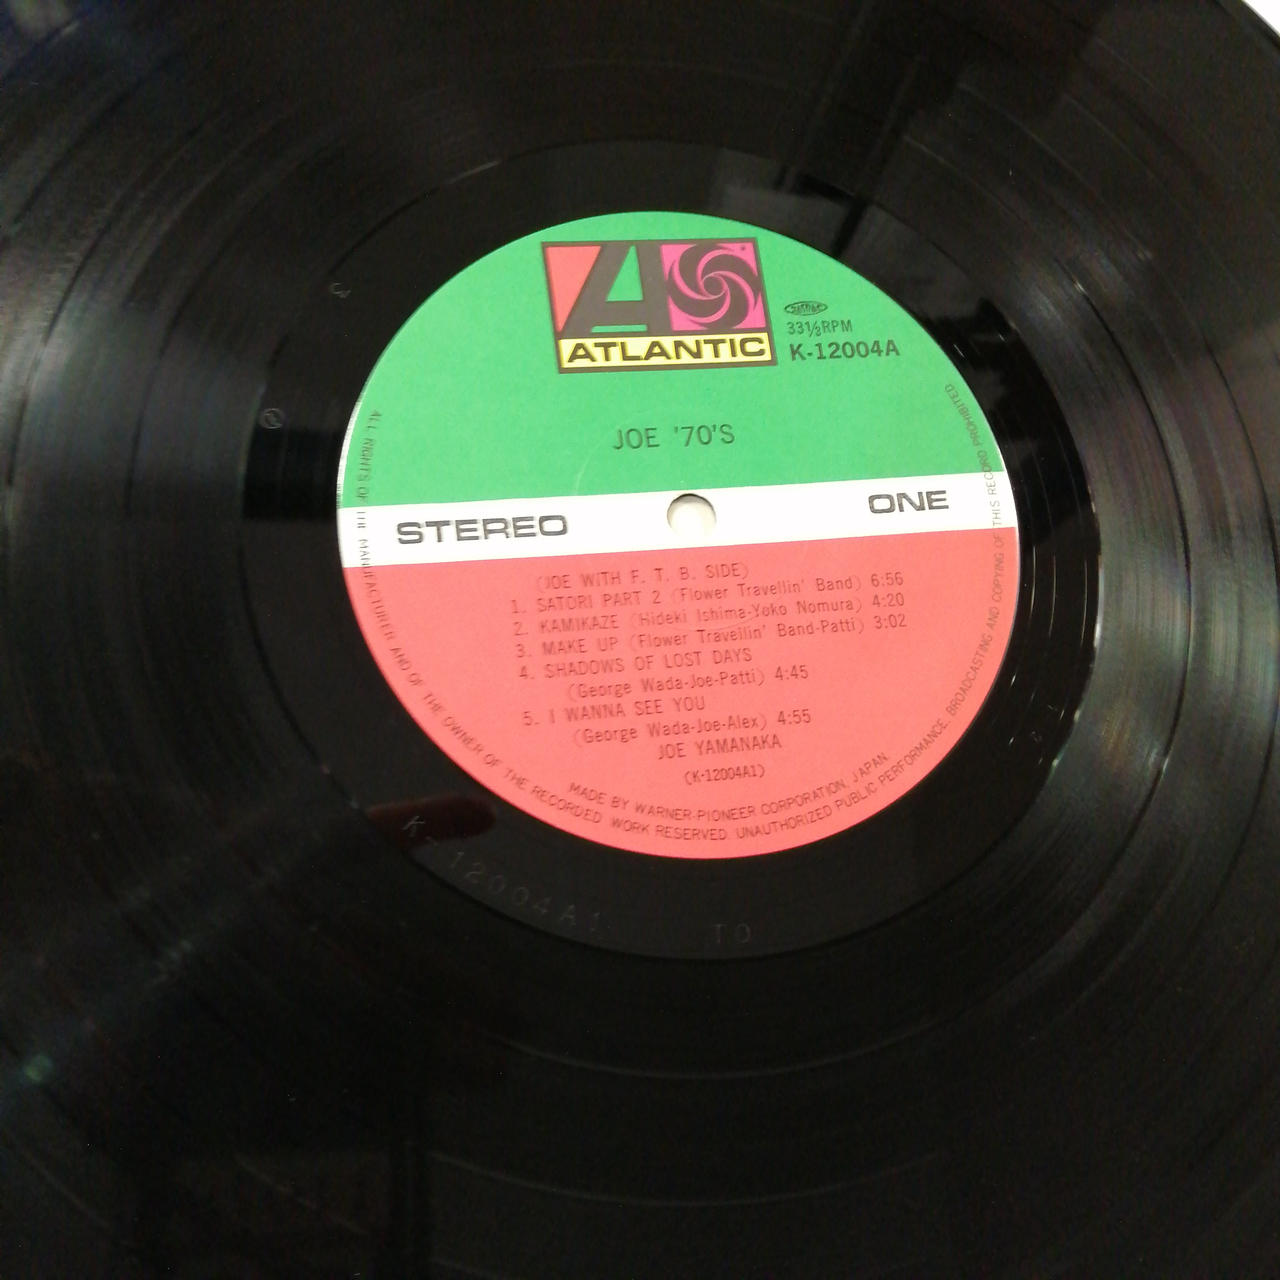 ATLANTIC
JASRAC
33⅓RPM
K-12004A
JOE '70'S
STEREO
ONE
(JOE WITH F. T. B. SIDE)
1. SATORI PART 2 (Flower Travellin' Band) 6:56
2. KAMIKAZE (Hideki Ishima-Yoko Nomura) 4:20
3. MAKE UP (Flower Travellin' Band-Patti) 3:02
4. SHADOWS OF LOST DAYS
(George Wada-Joe-Patti) 4:45
5. I WANNA SEE YOU
(George Wada-Joe-Alex) 4:55
JOE YAMANAKA
(K-12004A1)
MADE BY WARNER-PIONEER CORPORATION, JAPAN.
ALL RIGHTS OF THE MANUFACTURER AND OF THE OWNER OF THE RECORDED WORK RESERVED. UNAUTHORIZED PUBLIC PERFORMANCE, BROADCASTING AND COPYING OF THIS RECORD PROHIBITED
K-12004A1 TO